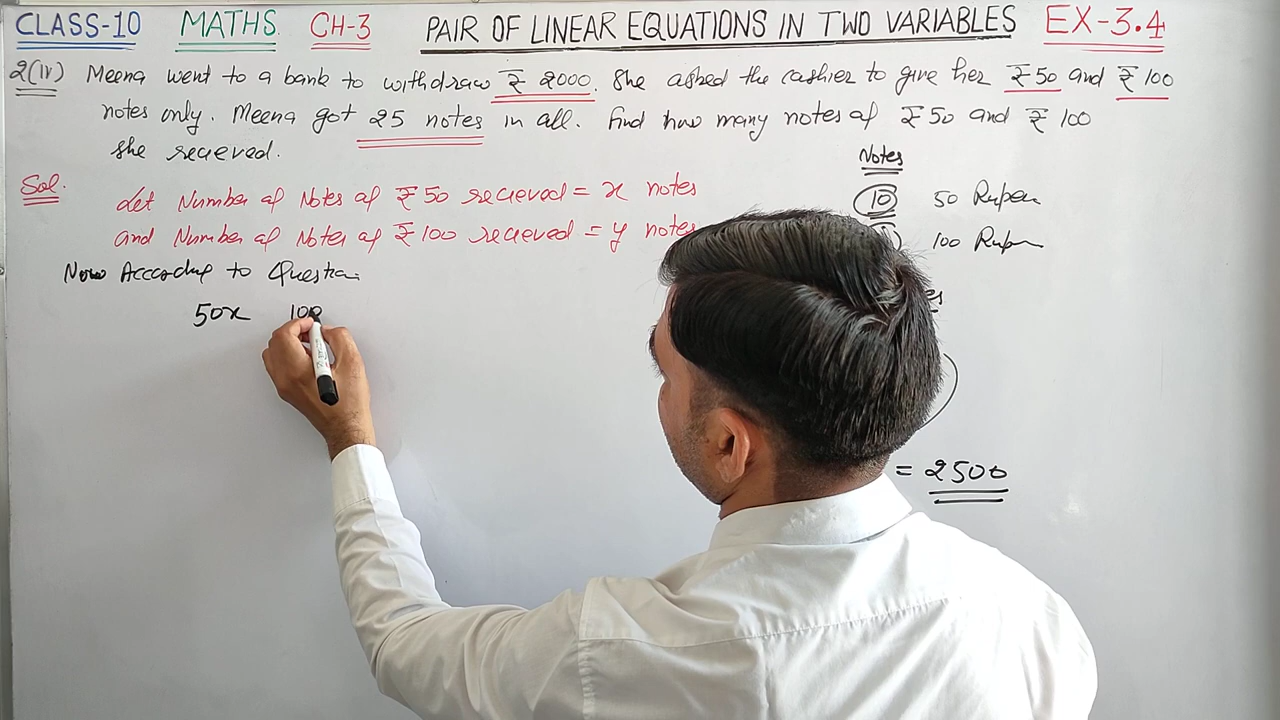 CLASS-10 MATHS CH-3 PAIR OF LINEAR EQUATIONS IN TWO VARIABLES EX-3.4
2(iv) Meena went to a bank to withdraw ₹ 2000. She asked the cashier to give her ₹ 50 and ₹ 100
notes only. Meena got 25 notes in all. Find how many notes of ₹ 50 and ₹ 100
she recieved.
Sol. Let Number of Notes of ₹ 50 recieved = x notes
and Number of Notes of ₹ 100 recieved = y notes
Now According to Question
50x 100
Notes
10 50 Rupees
100 Rupees
= 2500